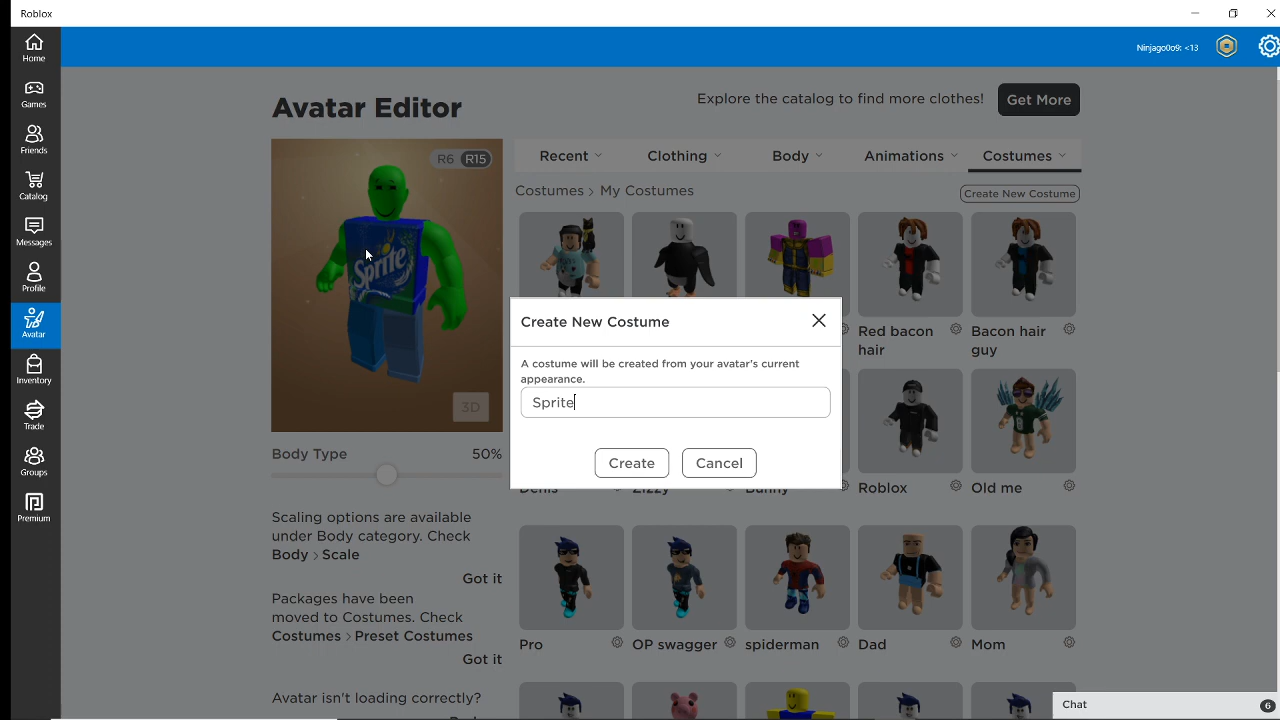 Roblox
Ninjago0o9: <13
Home
Games
Friends
Catalog
Messages
Profile
Avatar
Inventory
Trade
Groups
Premium
Avatar Editor
Explore the catalog to find more clothes!
Get More
R6 R15
Sprite
3D
Recent
Clothing
Body
Animations
Costumes
Costumes > My Costumes
Create New Costume
Create New Costume
A costume will be created from your avatar's current
appearance.
Sprite
Create
Cancel
Red bacon
hair
Bacon hair
guy
Denis
Zizzy
Bunny
Roblox
Old me
Pro
OP swagger
spiderman
Dad
Mom
Body Type 50%
Scaling options are available
under Body category. Check
Body > Scale
Got it
Packages have been
moved to Costumes. Check
Costumes > Preset Costumes
Got it
Avatar isn't loading correctly?
Chat
6